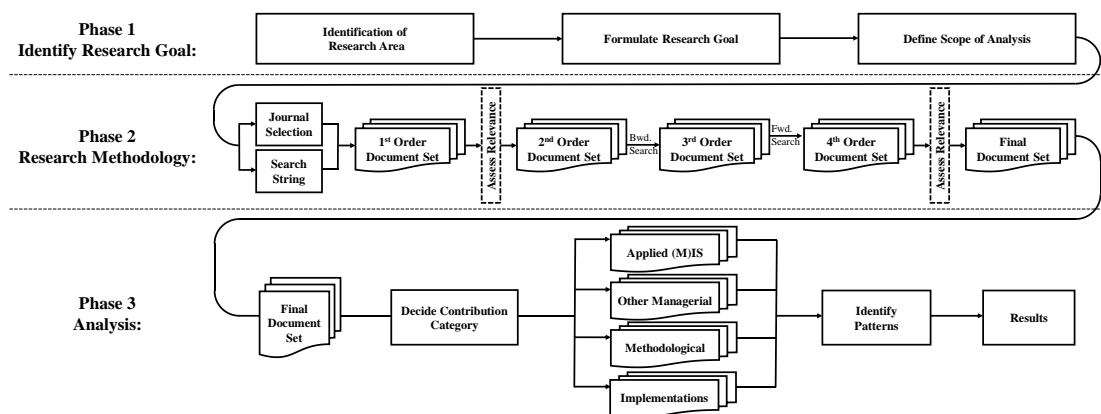 Phase 1
Identify Research Goal:
Identification of
Research Area
Formulate Research Goal
Define Scope of Analysis
Phase 2
Research Methodology:
Journal
Selection
Search
String
1st Order
Document Set
Assess Relevance
2nd Order
Document Set
Bwd.
Search
3rd Order
Document Set
Fwd.
Search
4th Order
Document Set
Assess Relevance
Final
Document Set
Phase 3
Analysis:
Final
Document
Set
Decide Contribution
Category
Applied (M)IS
Other Managerial
Methodological
Implementations
Identify
Patterns
Results